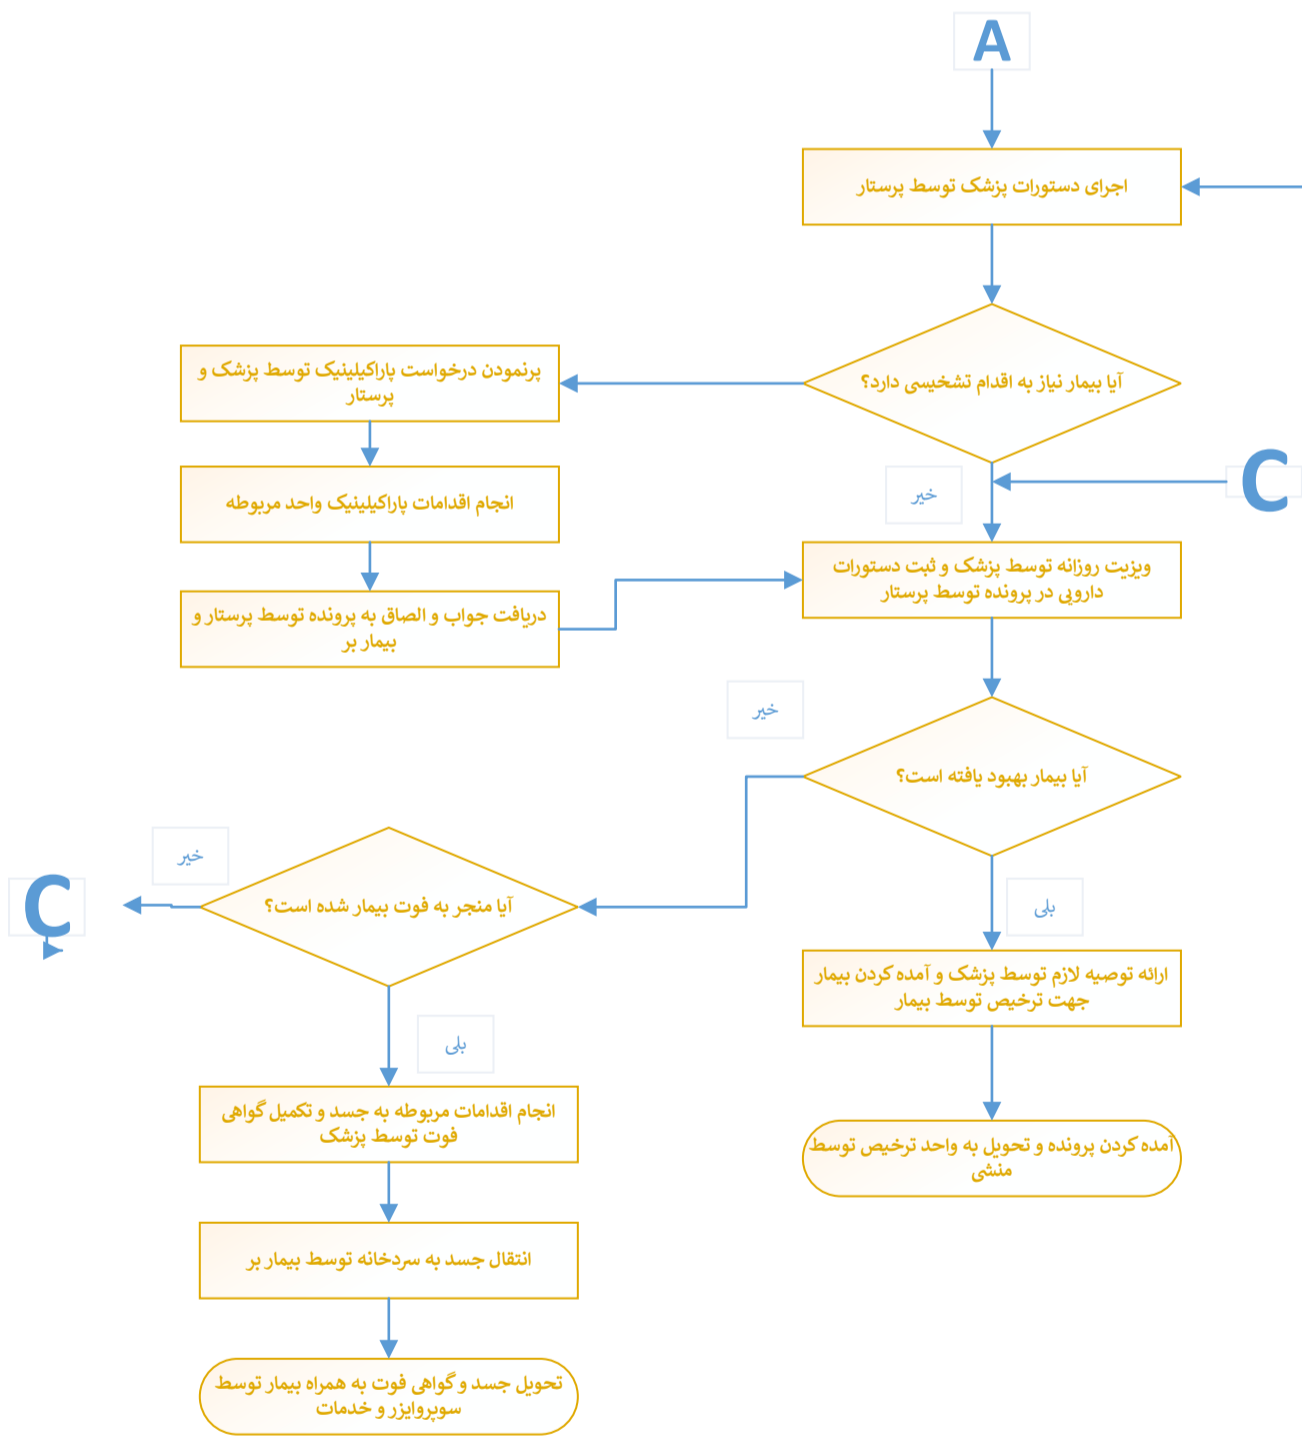 A
اجرای دستورات پزشک توسط پرستار
آیا بیمار نیاز به اقدام تشخیسی دارد؟
پرنمودن درخواست پاراکیلینیک توسط پزشک و
پرستار
انجام اقدامات پاراکیلینیک واحد مربوطه
دریافت جواب و الصاق به پرونده توسط پرستار و
بیمار بر
خیر
C
ویزیت روزانه توسط پزشک و ثبت دستورات
دارویی در پرونده توسط پرستار
خیر
آیا بیمار بهبود یافته است؟
بلی
ارائه توصیه لازم توسط پزشک و آمده کردن بیمار
جهت ترخیص توسط بیمار
آمده کردن پرونده و تحویل به واحد ترخیص توسط
منشی
آیا منجر به فوت بیمار شده است؟
خیر
C
بلی
انجام اقدامات مربوطه به جسد و تکمیل گواهی
فوت توسط پزشک
انتقال جسد به سردخانه توسط بیمار بر
تحویل جسد و گواهی فوت به همراه بیمار توسط
سوپروایزر و خدمات